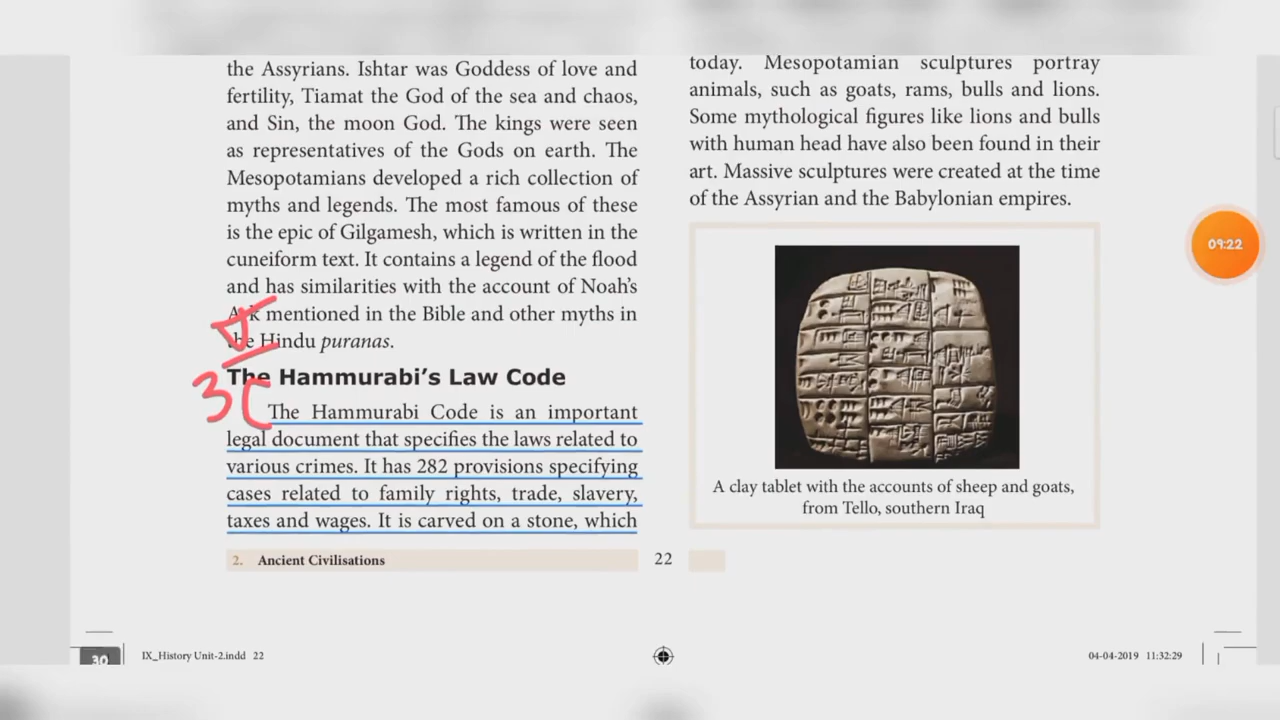 the Assyrians. Ishtar was Goddess of love and
fertility, Tiamat the God of the sea and chaos,
and Sin, the moon God. The kings were seen
as representatives of the Gods on earth. The
Mesopotamians developed a rich collection of
myths and legends. The most famous of these
is the epic of Gilgamesh, which is written in the
cuneiform text. It contains a legend of the flood
and has similarities with the account of Noah's
Ark mentioned in the Bible and other myths in
the Hindu puranas.
The Hammurabi's Law Code
3
The Hammurabi Code is an important
legal document that specifies the laws related to
various crimes. It has 282 provisions specifying
cases related to family rights, trade, slavery,
taxes and wages. It is carved on a stone, which
today. Mesopotamian sculptures portray
animals, such as goats, rams, bulls and lions.
Some mythological figures like lions and bulls
with human head have also been found in their
art. Massive sculptures were created at the time
of the Assyrian and the Babylonian empires.
A clay tablet with the accounts of sheep and goats,
from Tello, southern Iraq
09:22
2. Ancient Civilisations
22
30
IX_History Unit-2.indd 22
04-04-2019 11:32:29